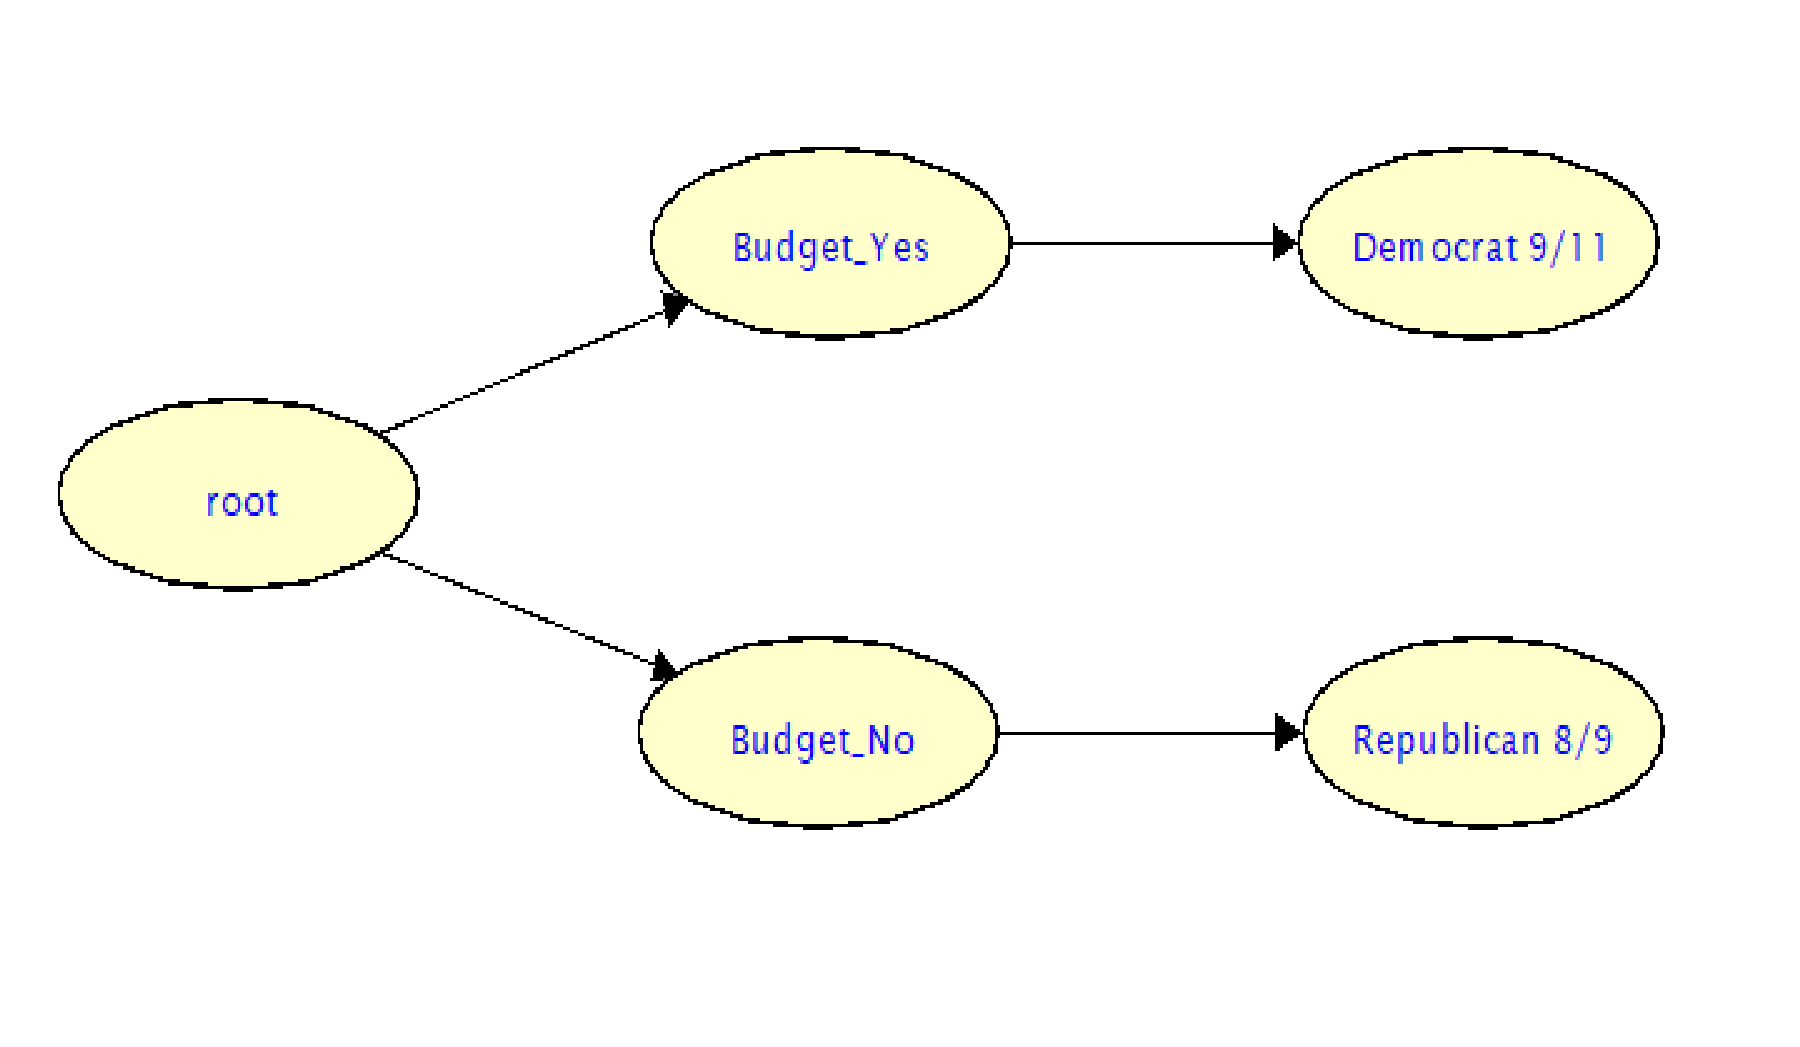 Budget_Yes
Democrat 9/11
root
Budget_No
Republican 8/9